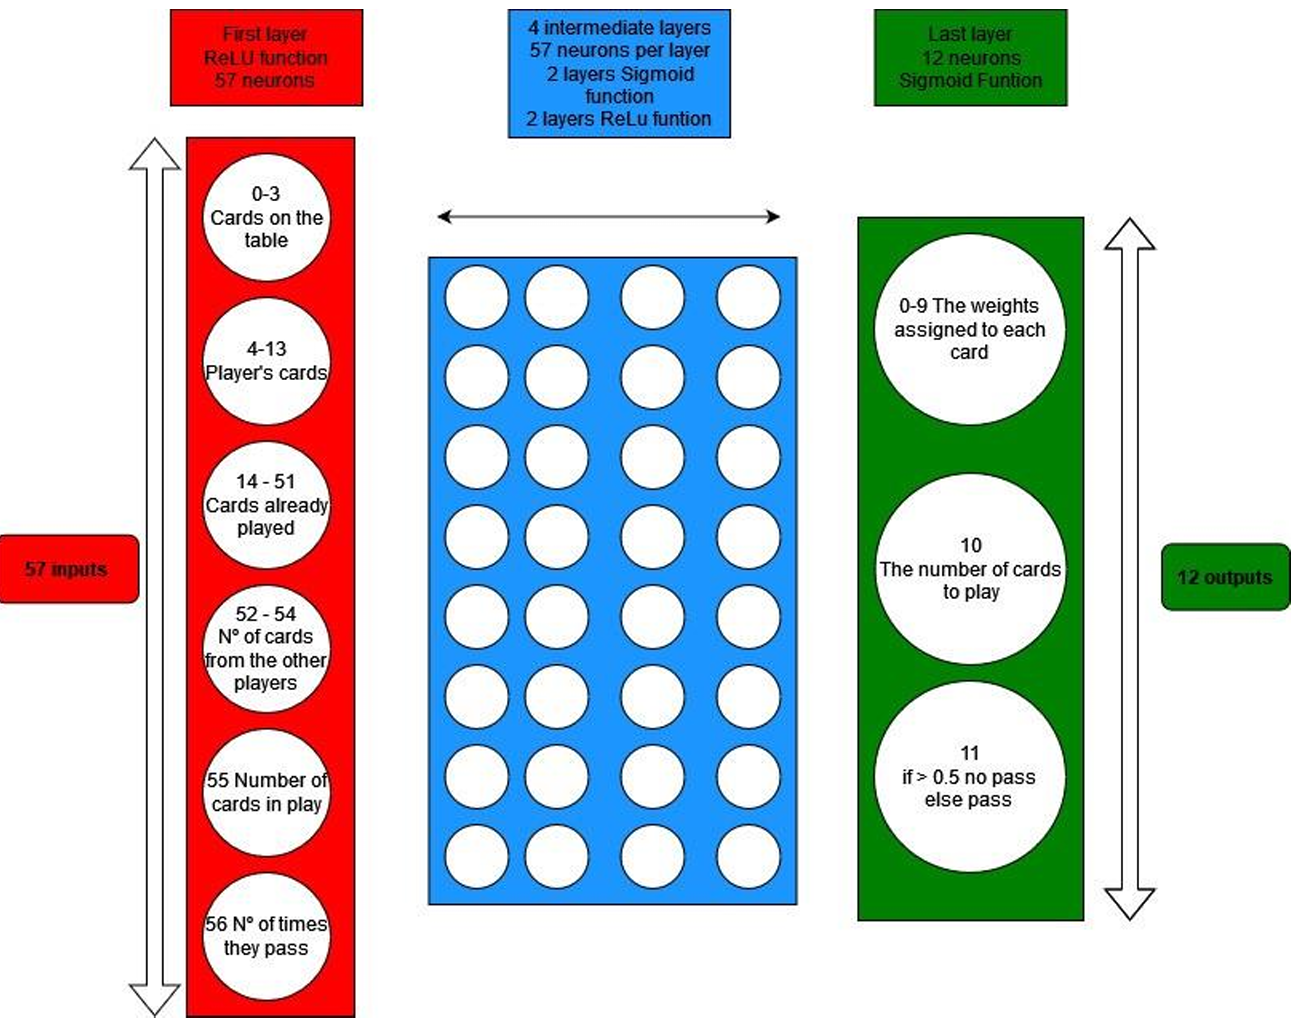 First layer
ReLU function
57 neurons
4 intermediate layers
57 neurons per layer
2 layers Sigmoid
function
2 layers ReLu funtion
Last layer
12 neurons
Sigmoid Funtion
0-3
Cards on the
table
4-13
Player's cards
14 - 51
Cards already
played
52 - 54
Nº of cards
from the other
players
55 Number of
cards in play
56 Nº of times
they pass
57 inputs
0-9 The weights
assigned to each
card
10
The number of cards
to play
11
if > 0.5 no pass
else pass
12 outputs